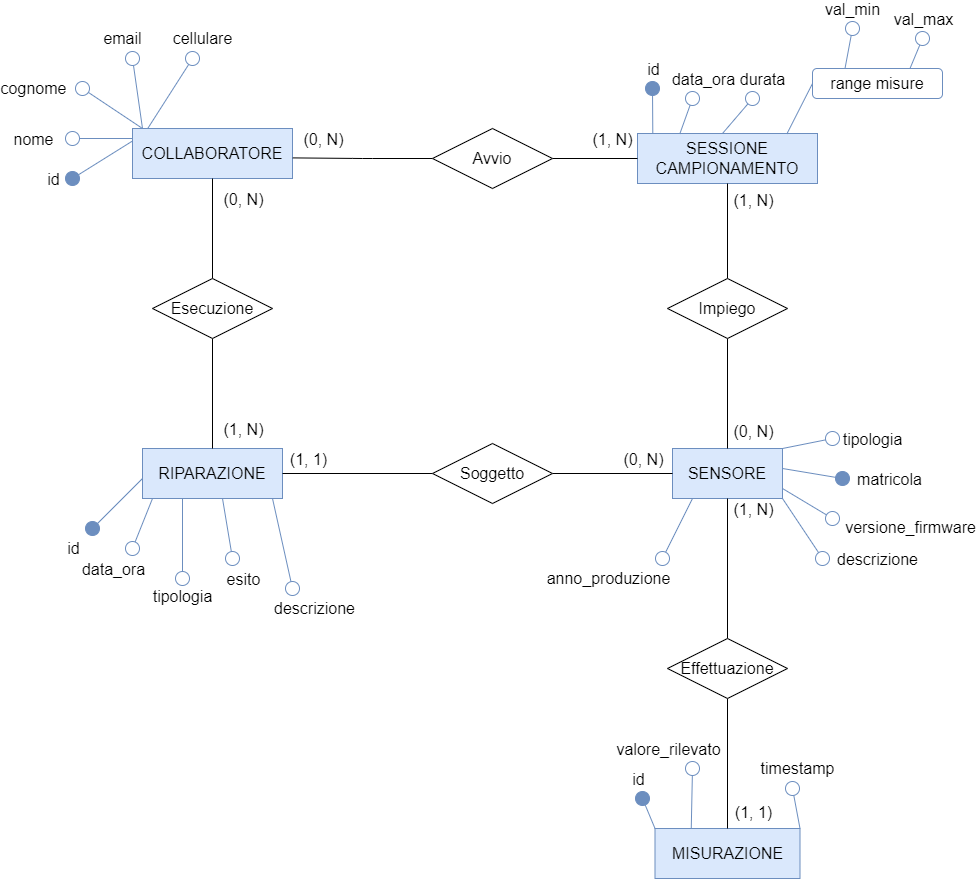 val_min
val_max
email
cellulare
id
data_ora
durata
range misure
cognome
nome
id
COLLABORATORE
(0, N)
Avvio
(1, N)
SESSIONE
CAMPIONAMENTO
(0, N)
(1, N)
Esecuzione
Impiego
(1, N)
(0, N)
RIPARAZIONE
(1, 1)
Soggetto
(0, N)
SENSORE
tipologia
matricola
(1, N)
versione_firmware
descrizione
id
data_ora
tipologia
esito
descrizione
anno_produzione
Effettuazione
valore_rilevato
id
timestamp
(1, 1)
MISURAZIONE